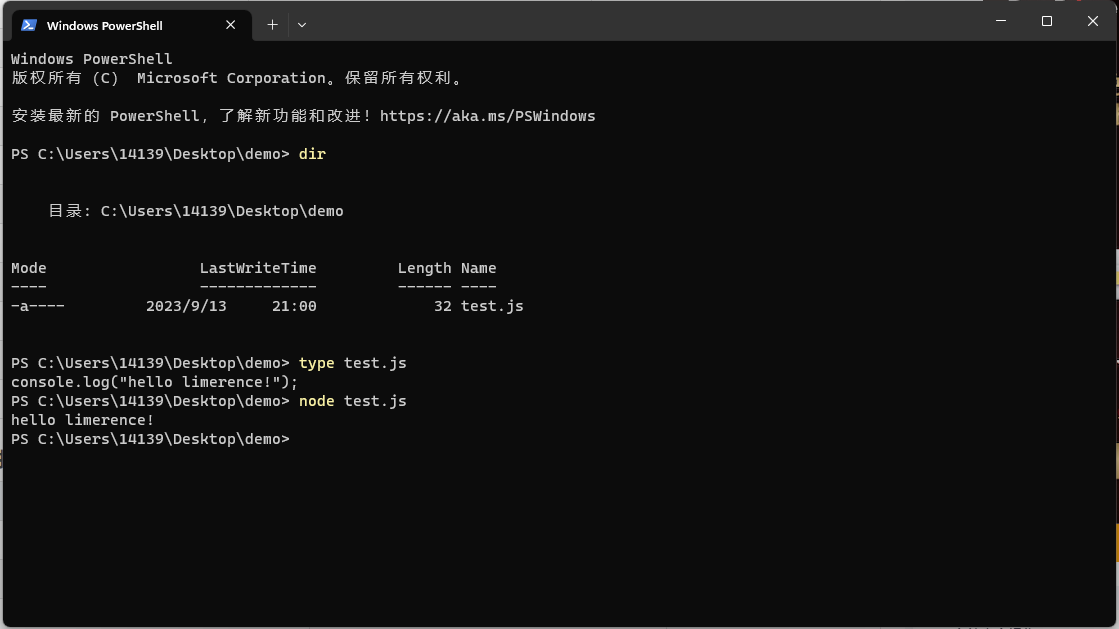 Windows PowerShell
Windows PowerShell
版权所有 (C) Microsoft Corporation。保留所有权利。
安装最新的 PowerShell，了解新功能和改进！https://aka.ms/PSWindows
PS C:\Users\14139\Desktop\demo> dir
目录: C:\Users\14139\Desktop\demo
Mode LastWriteTime Length Name
---- ------------- ------ ----
-a---- 2023/9/13 21:00 32 test.js
PS C:\Users\14139\Desktop\demo> type test.js
console.log("hello limerence!");
PS C:\Users\14139\Desktop\demo> node test.js
hello limerence!
PS C:\Users\14139\Desktop\demo>